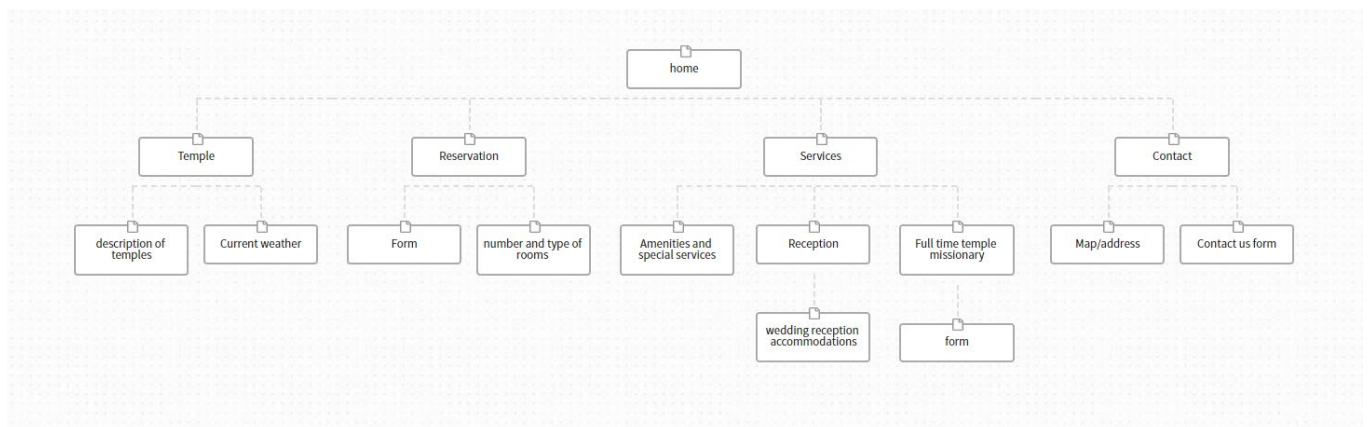 home
Temple
Reservation
Services
Contact
description of
temples
Current weather
Form
number and type of
rooms
Amenities and
special services
Reception
Full time temple
missionary
Map/address
Contact us form
wedding reception
accommodations
form